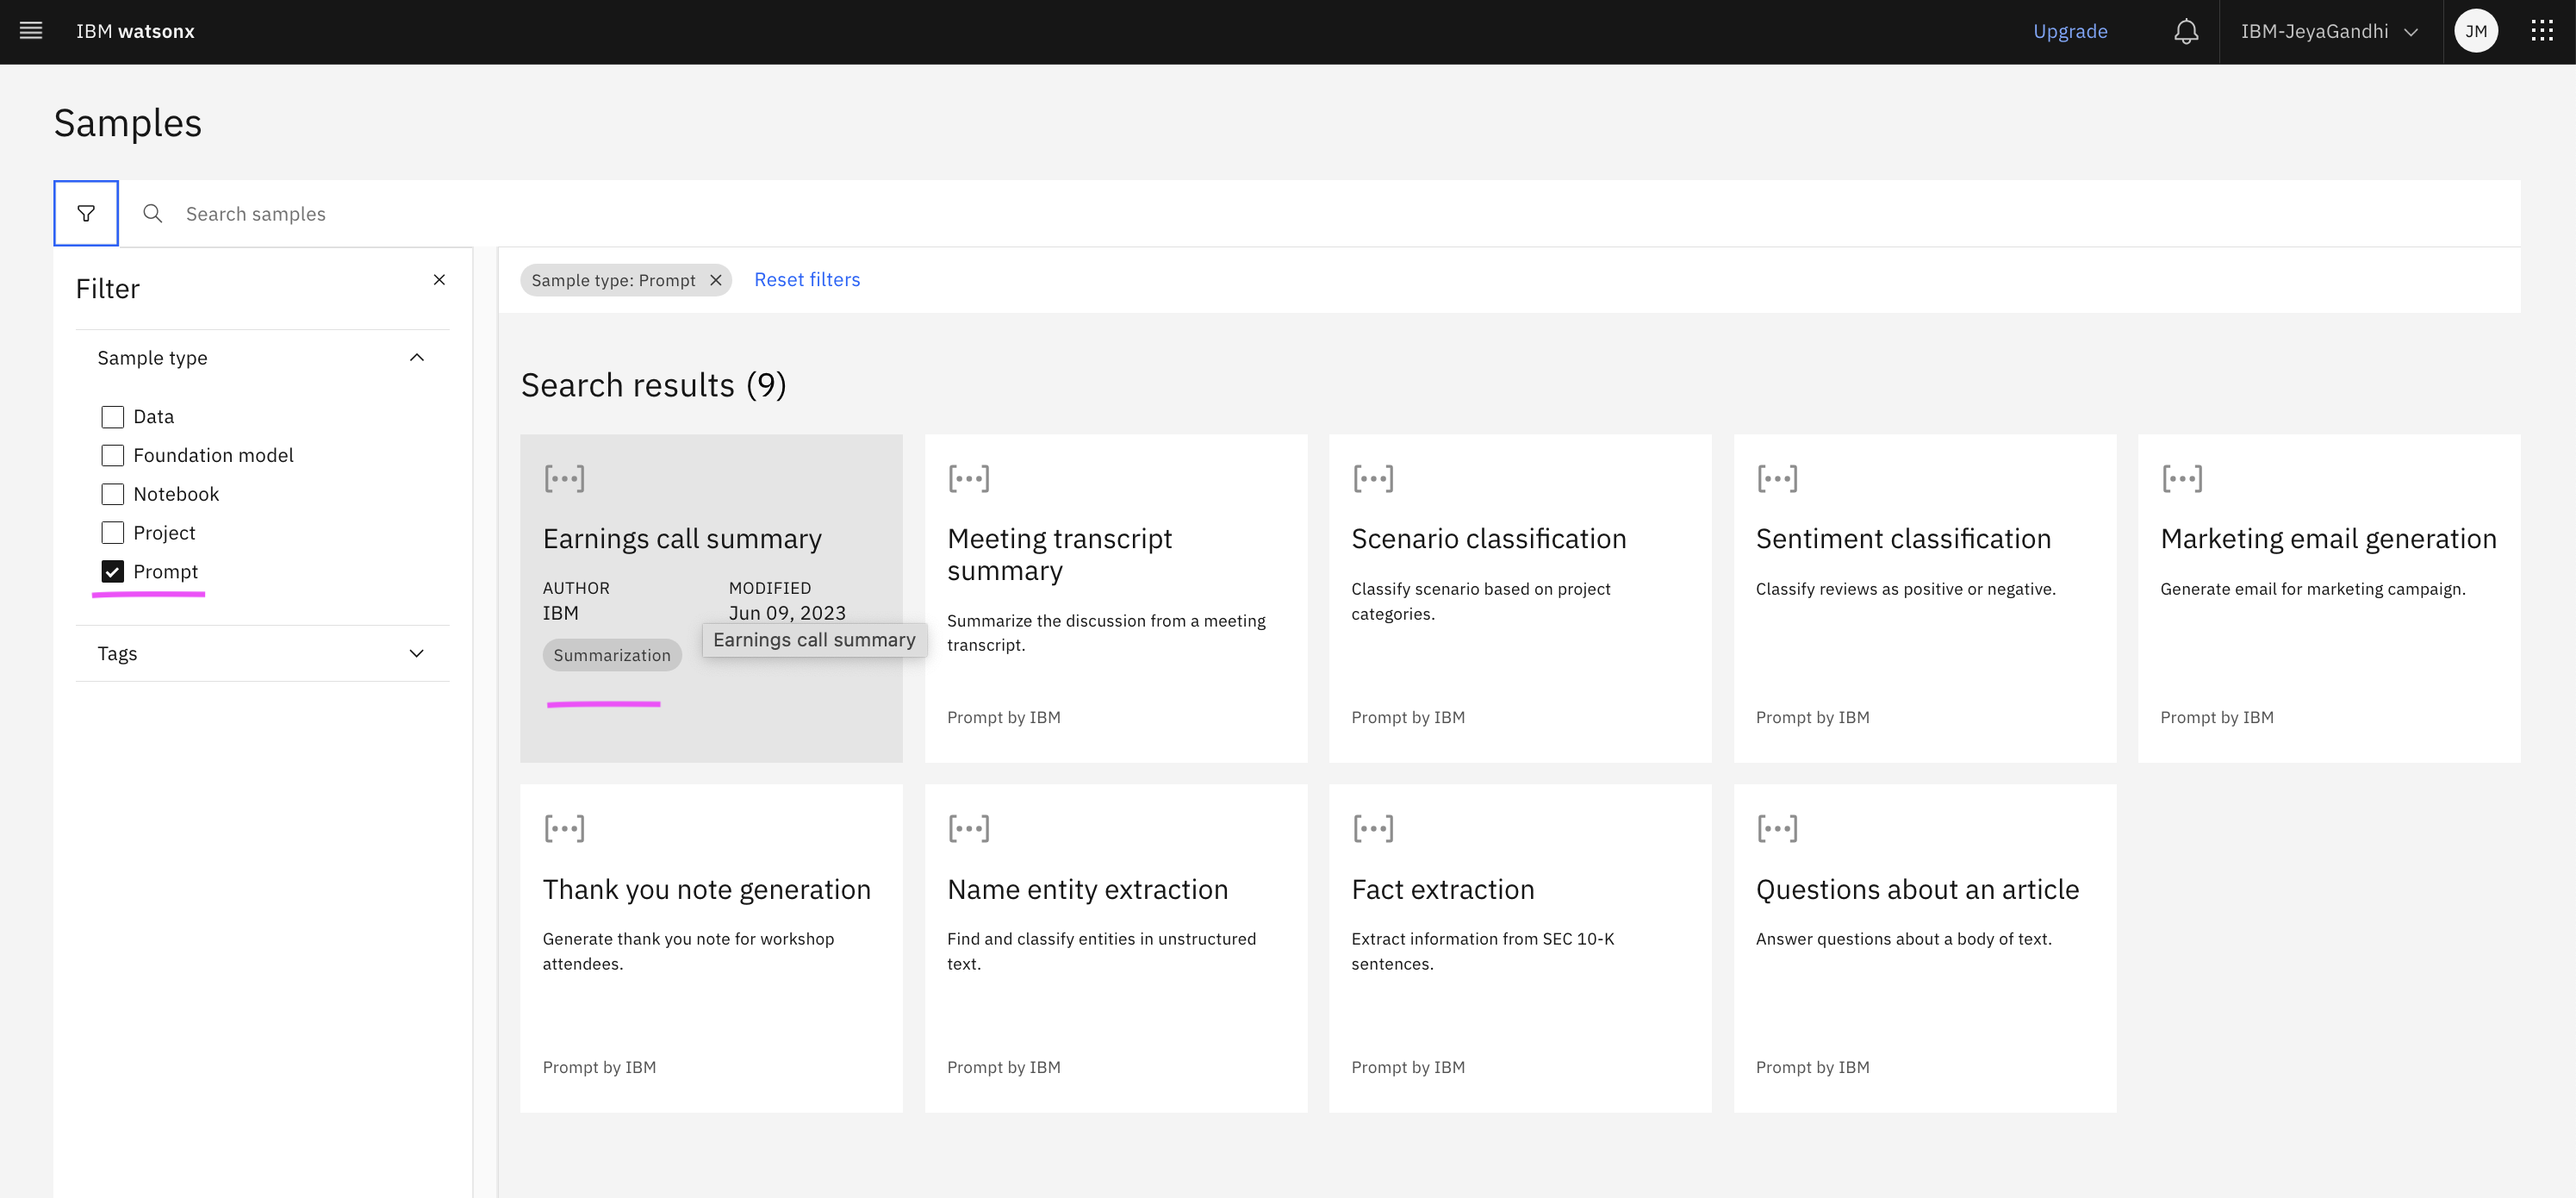 IBM watsonx
Upgrade
IBM-JeyaGandhi
JM
Samples
Search samples
Filter
Sample type
Data
Foundation model
Notebook
Project
Prompt
Tags
Sample type: Prompt
Reset filters
Search results (9)
Earnings call summary
AUTHOR
IBM
MODIFIED
Jun 09, 2023
Summarization
Earnings call summary
Meeting transcript
summary
Summarize the discussion from a meeting
transcript.
Prompt by IBM
Scenario classification
Classify scenario based on project
categories.
Prompt by IBM
Sentiment classification
Classify reviews as positive or negative.
Prompt by IBM
Marketing email generation
Generate email for marketing campaign.
Prompt by IBM
Thank you note generation
Generate thank you note for workshop
attendees.
Prompt by IBM
Name entity extraction
Find and classify entities in unstructured
text.
Prompt by IBM
Fact extraction
Extract information from SEC 10-K
sentences.
Prompt by IBM
Questions about an article
Answer questions about a body of text.
Prompt by IBM